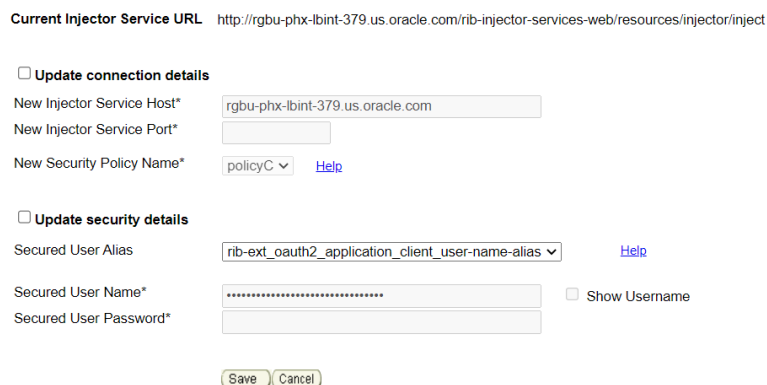 Current Injector Service URL http://rgbu-phx-lbint-379.us.oracle.com/rib-injector-services-web/resources/injector/inject
Update connection details
New Injector Service Host* rgbu-phx-lbint-379.us.oracle.com
New Injector Service Port*
New Security Policy Name* policyC Help
Update security details
Secured User Alias rib-ext_oauth2_application_client_user-name-alias Help
Secured User Name* •••••••••••••••••••••••••••••••• Show Username
Secured User Password*
Save Cancel